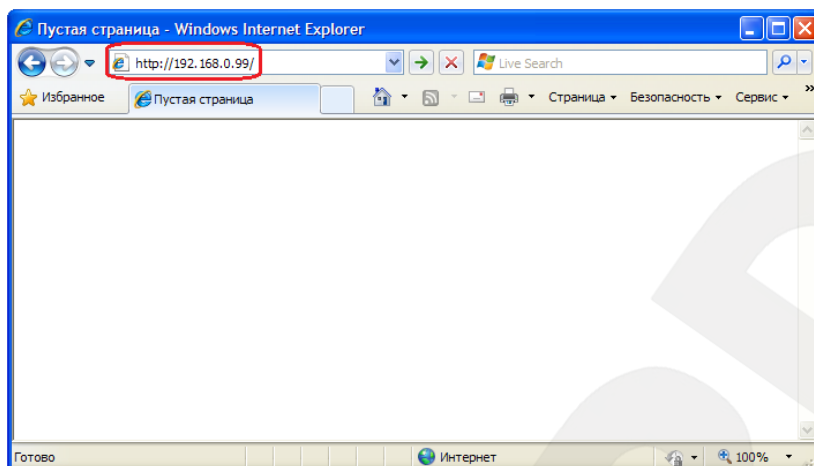 Пустая страница - Windows Internet Explorer
http://192.168.0.99/
Live Search
Избранное
Пустая страница
Страница
Безопасность
Сервис
»
Готово
Интернет
100%